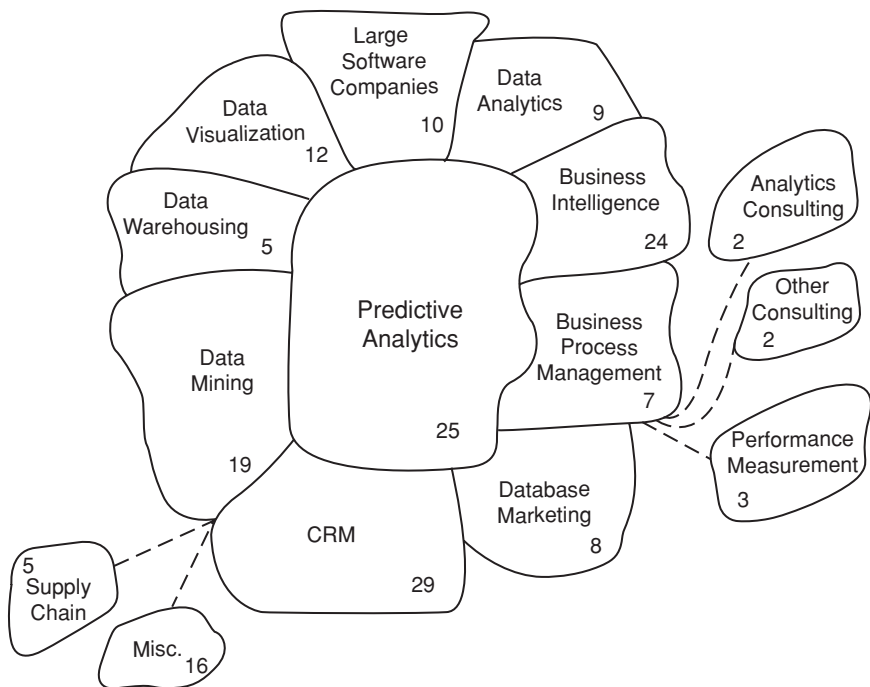 Large
Software
Companies
10
Data
Analytics
9
Data
Visualization
12
Business
Intelligence
24
Analytics
Consulting
2
Data
Warehousing
5
Other
Consulting
2
Predictive
Analytics
25
Business
Process
Management
7
Data
Mining
19
Performance
Measurement
3
Database
Marketing
8
CRM
29
5
Supply
Chain
Misc.
16